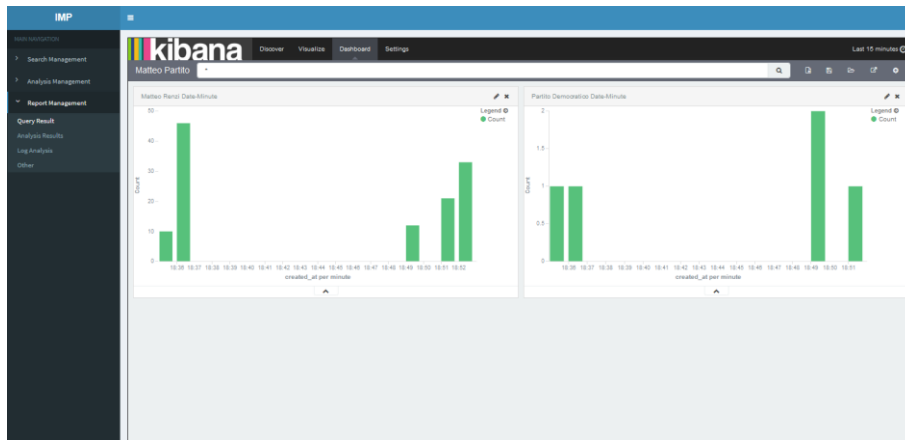 IMP
MAIN NAVIGATION
Search Management
Analysis Management
Report Management
Query Result
Analysis Results
Log Analysis
Other
kibana
Discover Visualize Dashboard Settings
Last 15 minutes
Matteo Partito *
Matteo Renzi Date-Minute
Legend
Count
50
40
30
20
10
0
Count
18:36 18:37 18:38 18:39 18:40 18:41 18:42 18:43 18:44 18:45 18:46 18:47 18:48 18:49 18:50 18:51 18:52
created_at per minute
Partito Democratico Date-Minute
Legend
Count
2
1.5
1
0.5
0
Count
18:36 18:37 18:38 18:39 18:40 18:41 18:42 18:43 18:44 18:45 18:46 18:47 18:48 18:49 18:50 18:51
created_at per minute